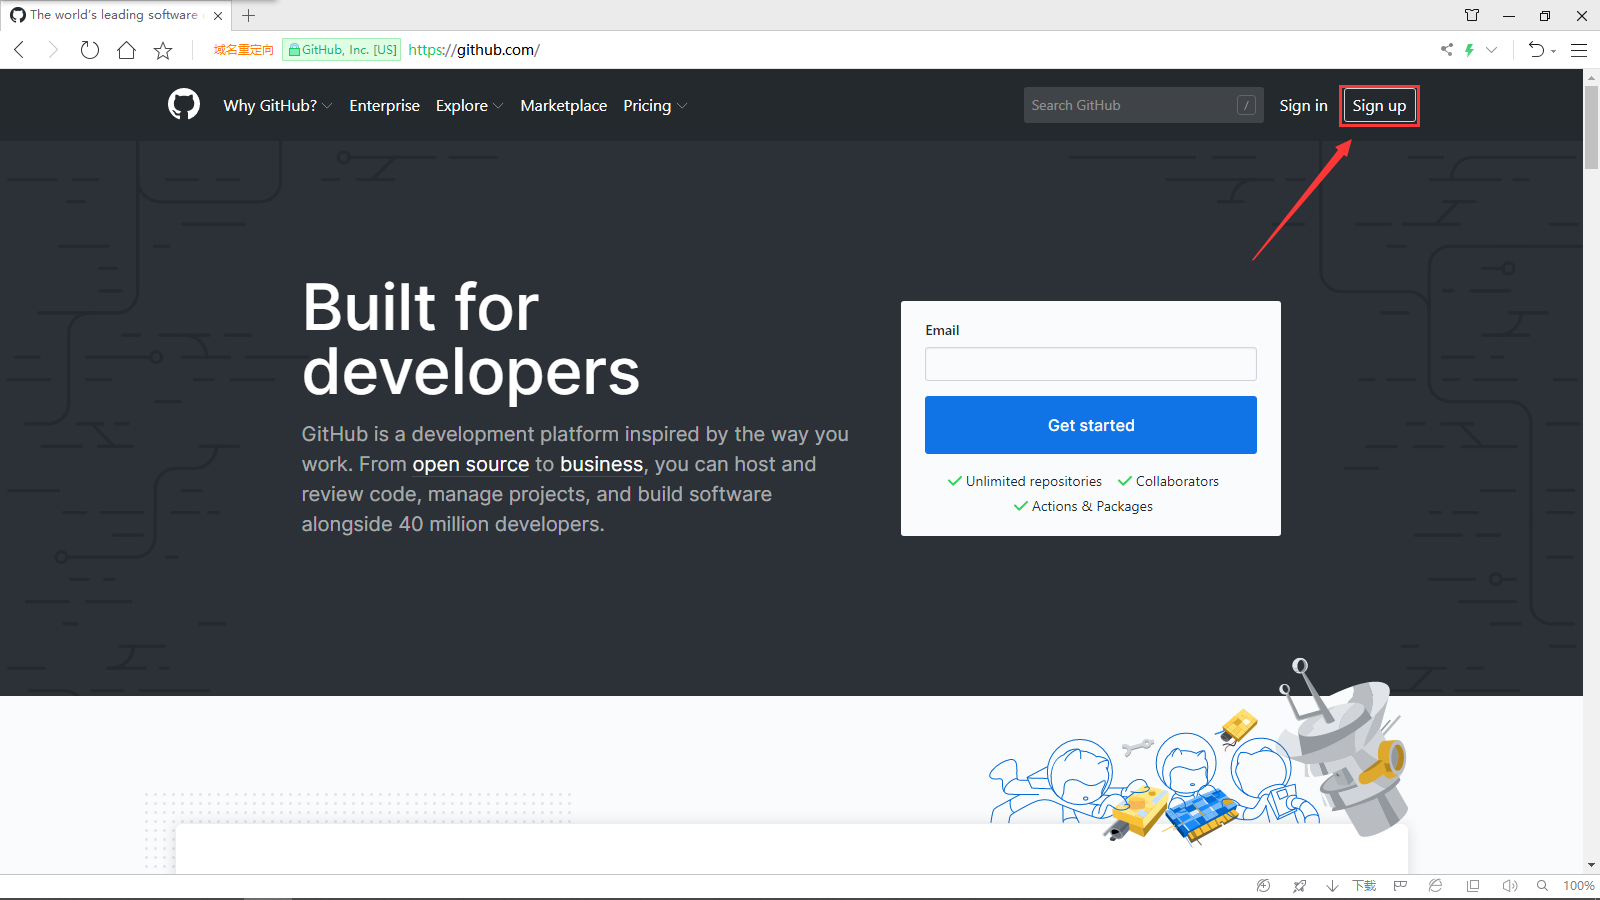 The world's leading software
域名重定向 GitHub, Inc. [US] https://github.com/
Why GitHub? Enterprise Explore Marketplace Pricing Search GitHub / Sign in Sign up
Built for
developers
GitHub is a development platform inspired by the way you
work. From open source to business, you can host and
review code, manage projects, and build software
alongside 40 million developers.
Email
Get started
Unlimited repositories Collaborators
Actions & Packages
下载 100%